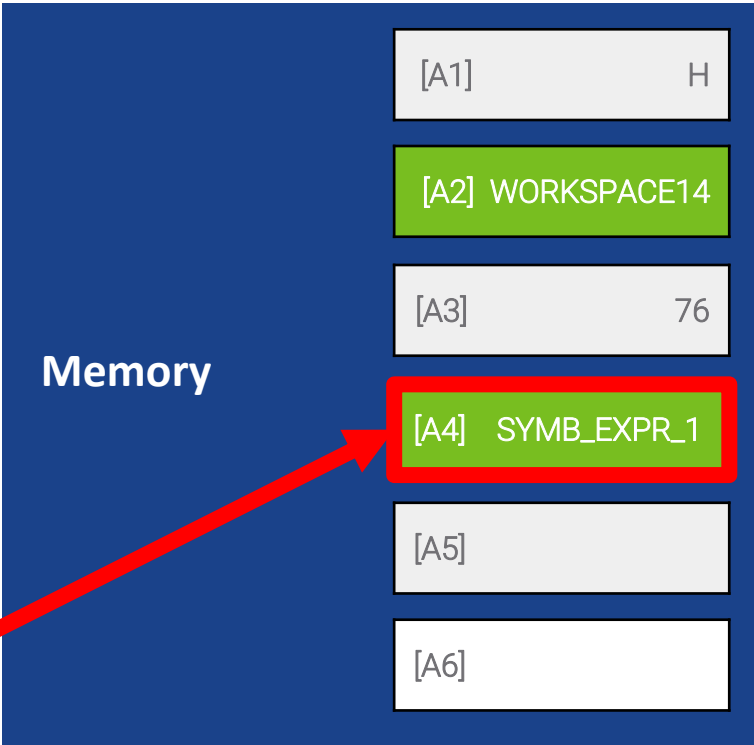 [A1] H
[A2] WORKSPACE14
[A3] 76
Memory
[A4] SYMB_EXPR_1
[A5]
[A6]